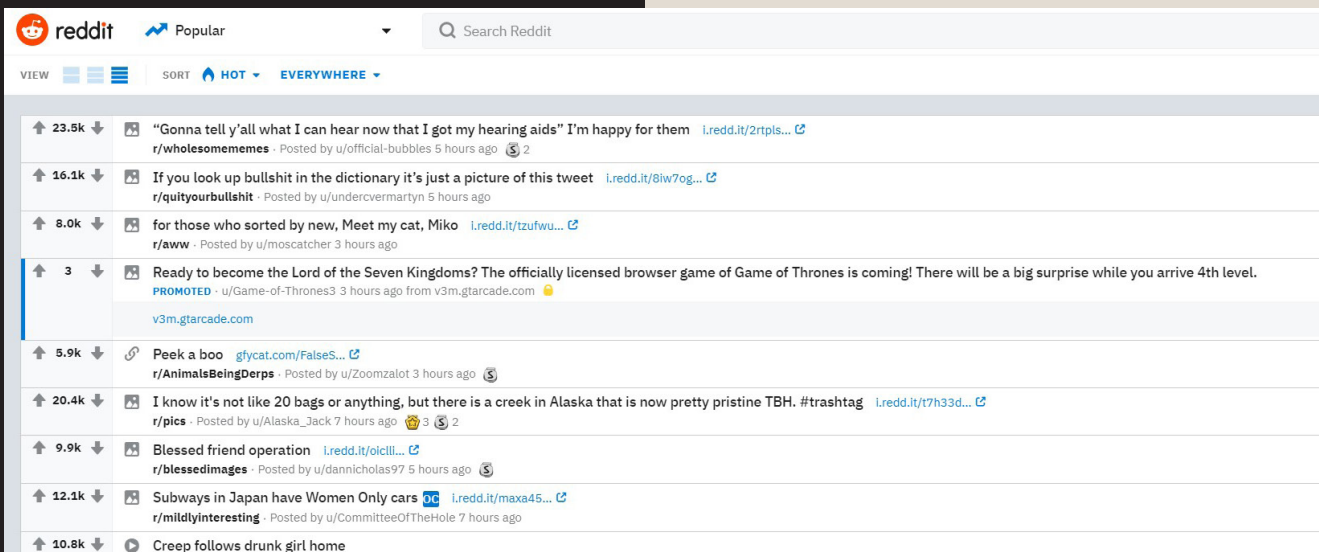 reddit Popular Search Reddit
VIEW SORT HOT EVERYWHERE
23.5k “Gonna tell y’all what I can hear now that I got my hearing aids” I’m happy for them i.redd.it/2rtpls...
r/wholesomememes · Posted by u/official-bubbles 5 hours ago S 2
16.1k If you look up bullshit in the dictionary it’s just a picture of this tweet i.redd.it/8iw7og...
r/quityourbullshit · Posted by u/undercvermartyn 5 hours ago
8.0k for those who sorted by new, Meet my cat, Miko i.redd.it/tzufwu...
r/aww · Posted by u/moscatcher 3 hours ago
3 Ready to become the Lord of the Seven Kingdoms? The officially licensed browser game of Game of Thrones is coming! There will be a big surprise while you arrive 4th level.
PROMOTED · u/Game-of-Thrones3 3 hours ago from v3m.gtarcade.com
v3m.gtarcade.com
5.9k Peek a boo gfycat.com/FalseS...
r/AnimalsBeingDerps · Posted by u/Zoomzalot 3 hours ago S
20.4k I know it's not like 20 bags or anything, but there is a creek in Alaska that is now pretty pristine TBH. #trashtag i.redd.it/t7h33d...
r/pics · Posted by u/Alaska_Jack 7 hours ago 3 S 2
9.9k Blessed friend operation i.redd.it/oiclli...
r/blessedimages · Posted by u/dannicholas97 5 hours ago S
12.1k Subways in Japan have Women Only cars OC i.redd.it/maxa45...
r/mildlyinteresting · Posted by u/CommitteeOfTheHole 7 hours ago
10.8k Creep follows drunk girl home